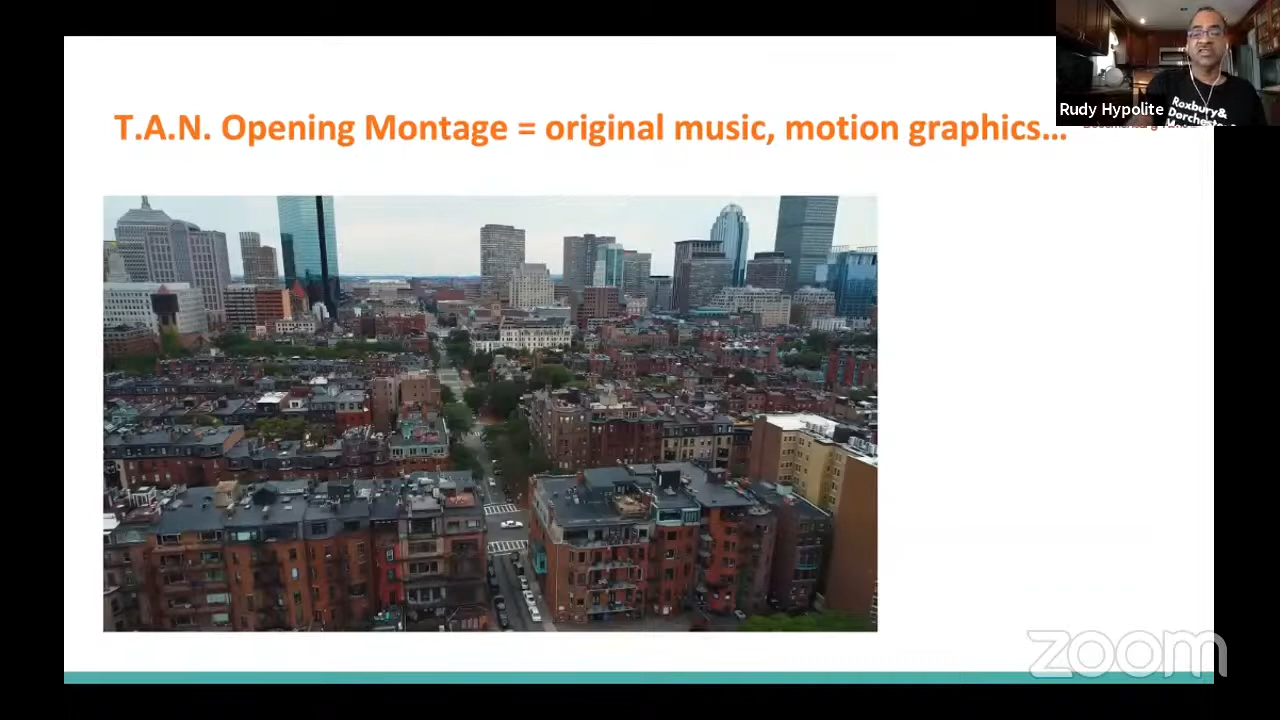 T.A.N. Opening Montage = original music, motion graphics…
Rudy Hypolite
Roxbury&
Dorchester
zoom